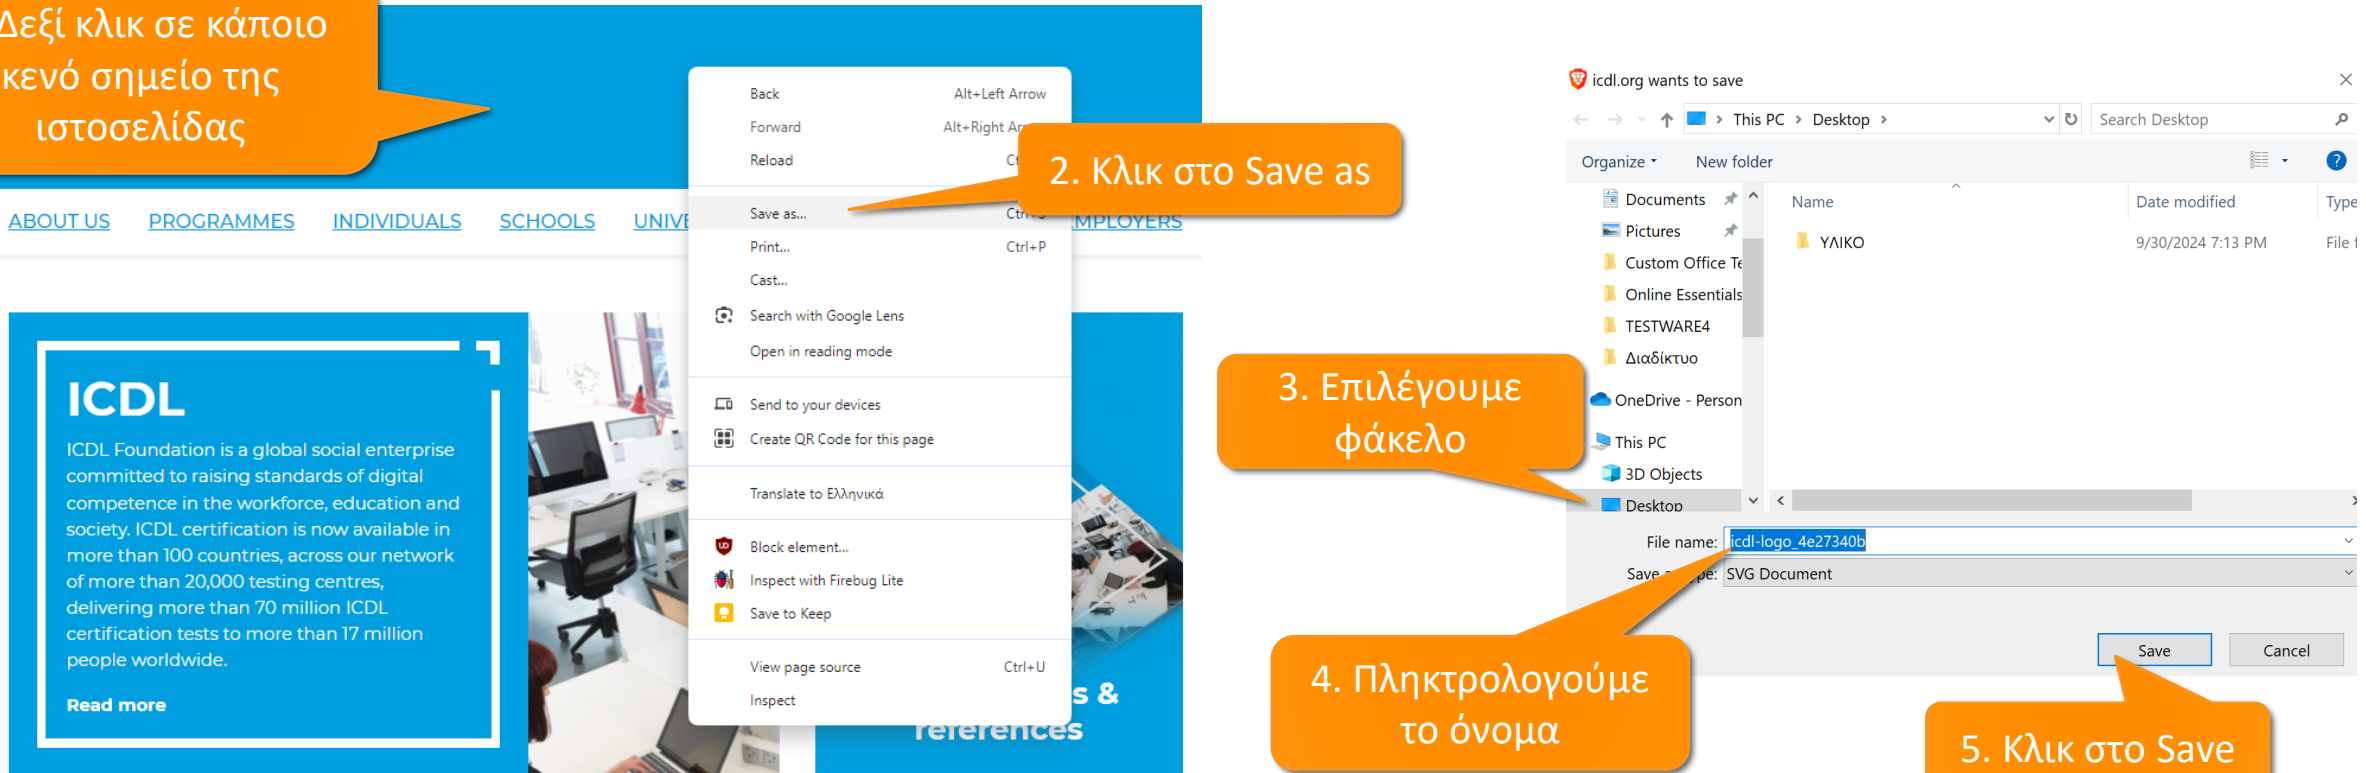 Δεξί κλικ σε κάποιο
κενό σημείο της
ιστοσελίδας
Back Alt+Left Arrow
Forward Alt+Right
Reload
2. Κλικ στο Save as
Save as...
Print... Ctrl+P
Cast...
Search with Google Lens
Open in reading mode
Send to your devices
Create QR Code for this page
Translate to Ελληνικά
Block element...
Inspect with Firebug Lite
Save to Keep
View page source Ctrl+U
Inspect
ABOUT US PROGRAMMES INDIVIDUALS SCHOOLS
ICDL
ICDL Foundation is a global social enterprise
committed to raising standards of digital
competence in the workforce, education and
society. ICDL certification is now available in
more than 100 countries, across our network
of more than 20,000 testing centres,
delivering more than 70 million ICDL
certification tests to more than 17 million
people worldwide.
Read more
s &
references
icdl.org wants to save
This PC > Desktop >
Search Desktop
Organize New folder
Name Date modified Type
ΥΛΙΚΟ 9/30/2024 7:13 PM File f
Documents
Pictures
Custom Office Te
Online Essentials
TESTWARE4
Διαδίκτυο
OneDrive - Person
This PC
3D Objects
Desktop
3. Επιλέγουμε
φάκελο
File name: icdl-logo_4e27340b
Save as type: SVG Document
Save Cancel
4. Πληκτρολογούμε
το όνομα
5. Κλικ στο Save